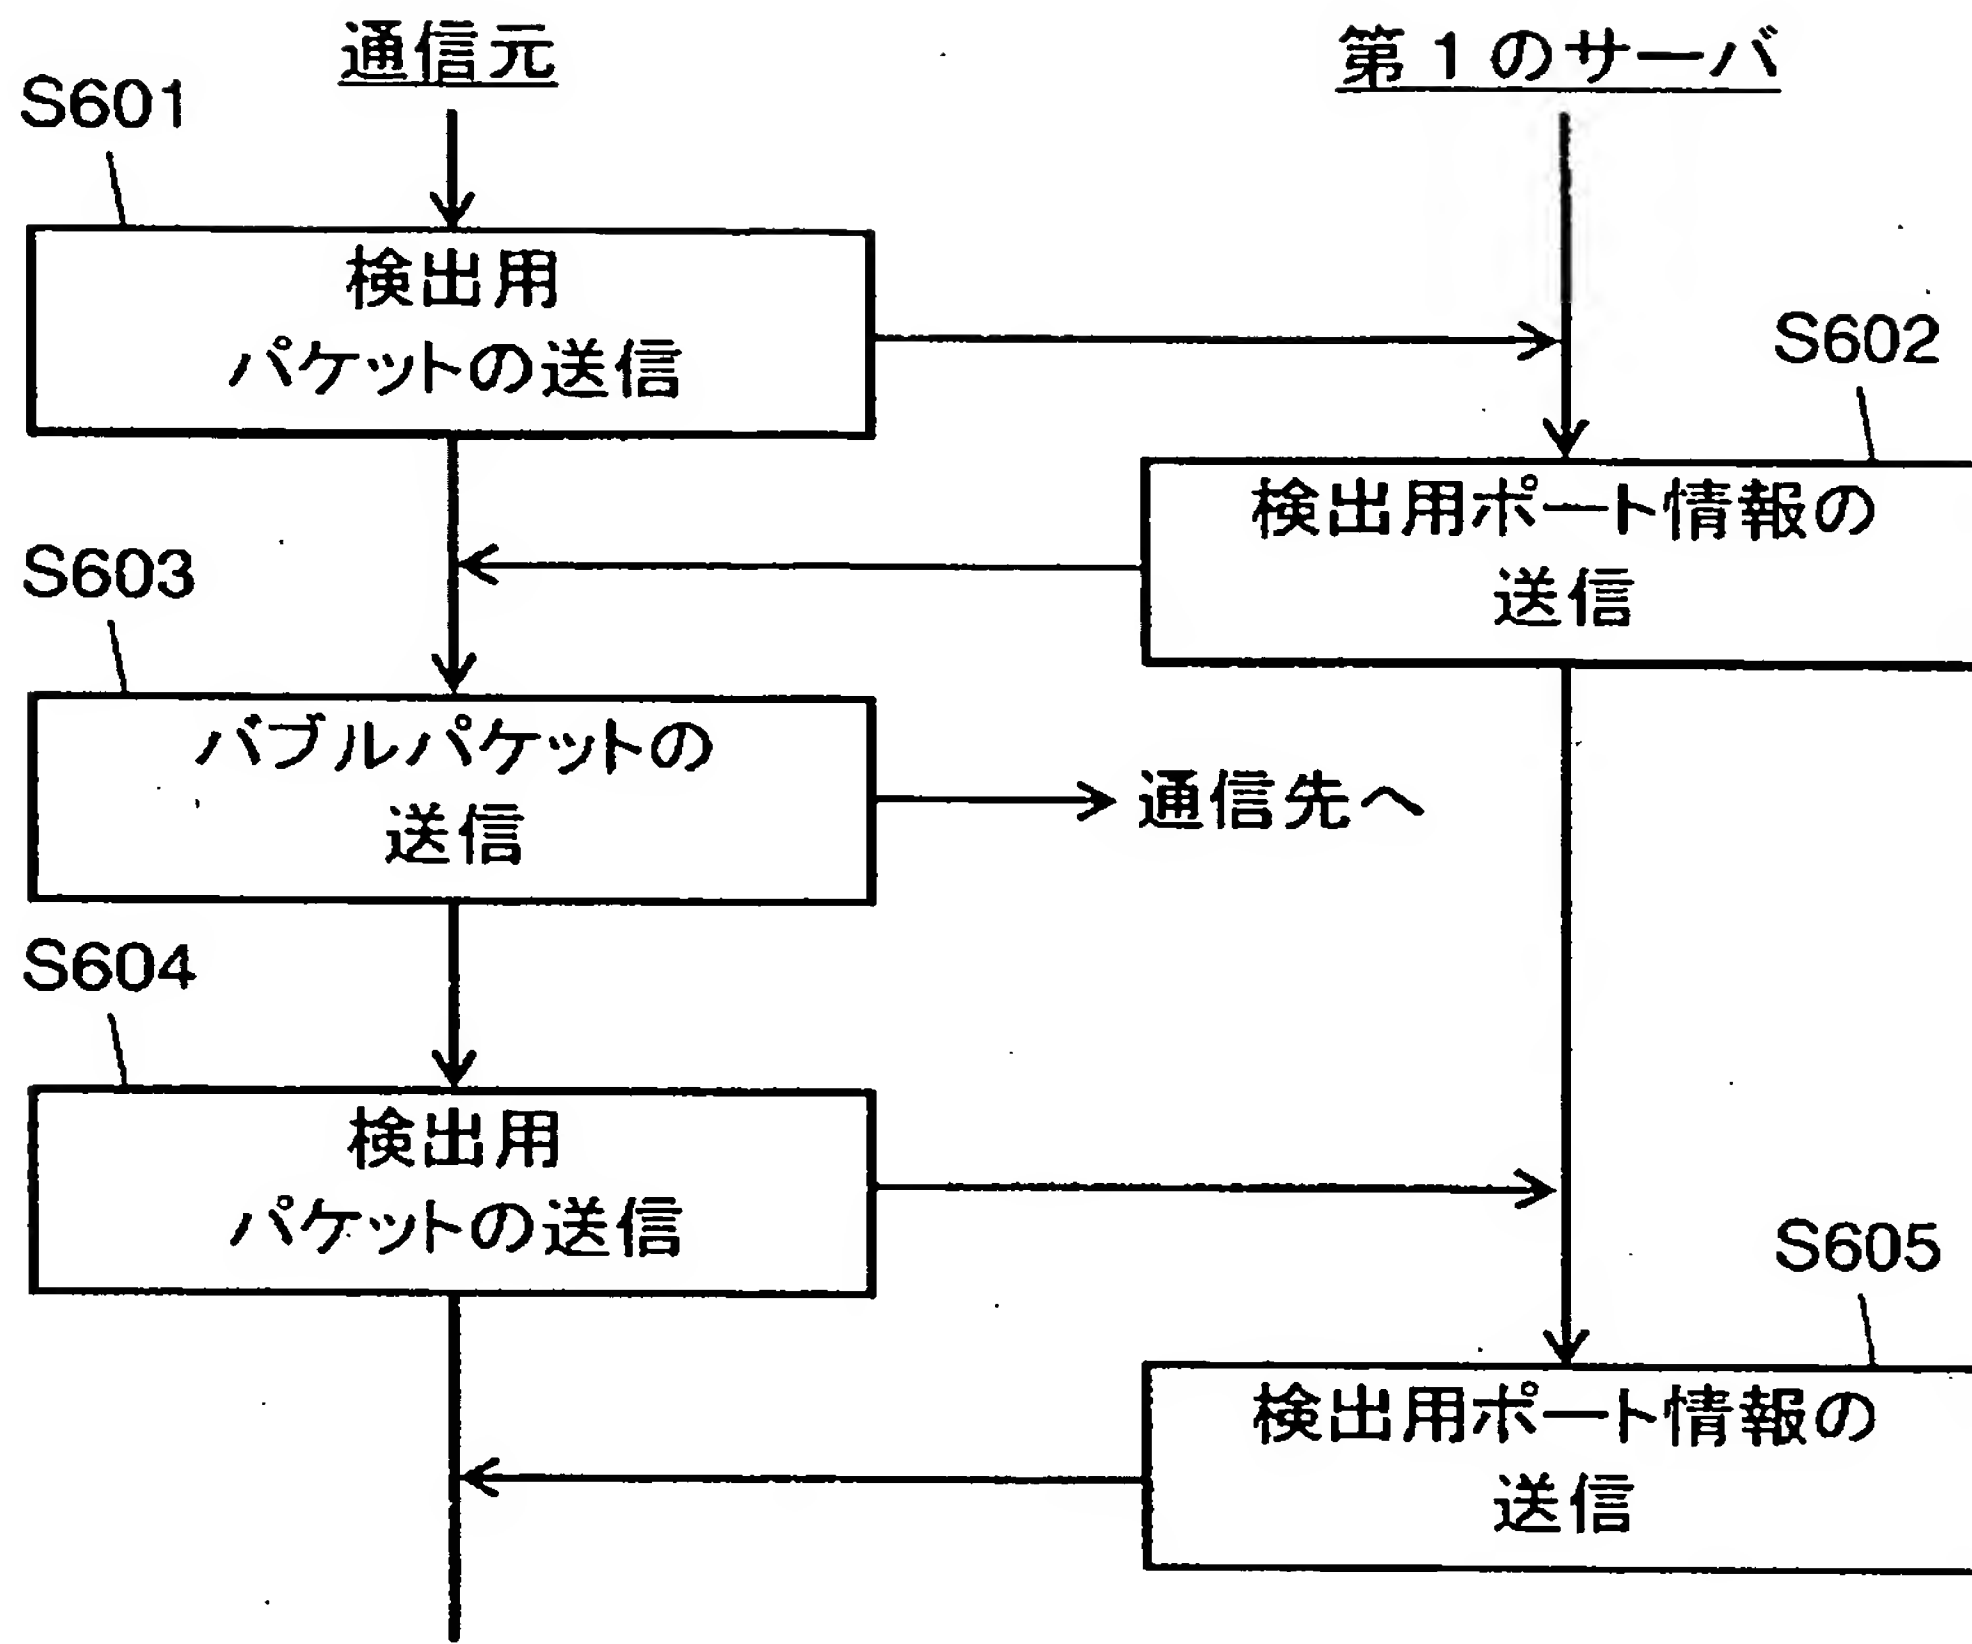 通信元
第1のサーバ
S601
検出用
パケットの送信
S602
検出用ポート情報の
送信
S603
バブルパケットの
送信
通信先へ
S604
検出用
パケットの送信
S605
検出用ポート情報の
送信